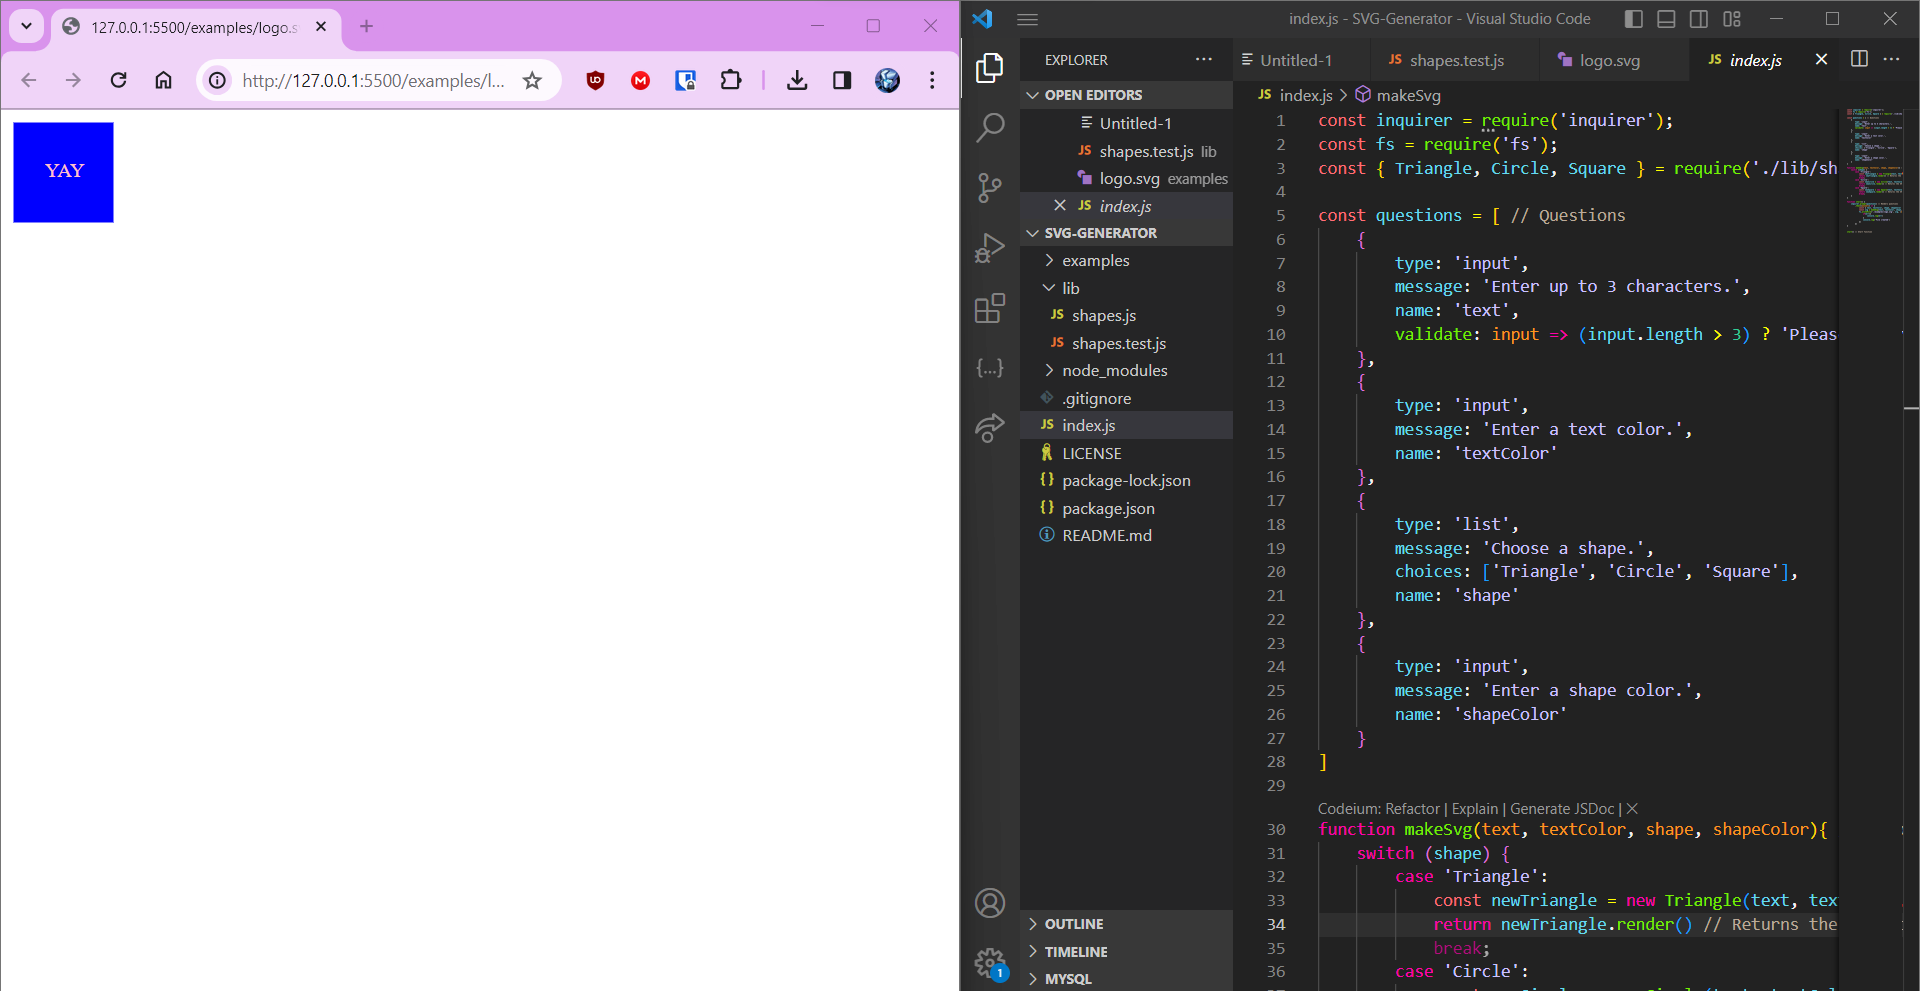 127.0.0.1:5500/examples/logo.s
http://127.0.0.1:5500/examples/l...
YAY
index.js - SVG-Generator - Visual Studio Code
EXPLORER
OPEN EDITORS
Untitled-1
JS shapes.test.js lib
logo.svg examples
JS index.js
SVG-GENERATOR
examples
lib
JS shapes.js
JS shapes.test.js
node_modules
.gitignore
JS index.js
LICENSE
{} package-lock.json
{} package.json
README.md
OUTLINE
TIMELINE
MYSQL
1
Untitled-1
JS shapes.test.js
logo.svg
JS index.js
JS index.js > makeSvg
1 const inquirer = require('inquirer');
2 const fs = require('fs');
3 const { Triangle, Circle, Square } = require('./lib/sh
4
5 const questions = [ // Questions
6 {
7 type: 'input',
8 message: 'Enter up to 3 characters.',
9 name: 'text',
10 validate: input => (input.length > 3) ? 'Pleas
11 },
12 {
13 type: 'input',
14 message: 'Enter a text color.',
15 name: 'textColor'
16 },
17 {
18 type: 'list',
19 message: 'Choose a shape.',
20 choices: ['Triangle', 'Circle', 'Square'],
21 name: 'shape'
22 },
23 {
24 type: 'input',
25 message: 'Enter a shape color.',
26 name: 'shapeColor'
27 }
28 ]
29
Codeium: Refactor | Explain | Generate JSDoc | X
30 function makeSvg(text, textColor, shape, shapeColor){
31 switch (shape) {
32 case 'Triangle':
33 const newTriangle = new Triangle(text, tex
34 return newTriangle.render() // Returns the
35 break;
36 case 'Circle':